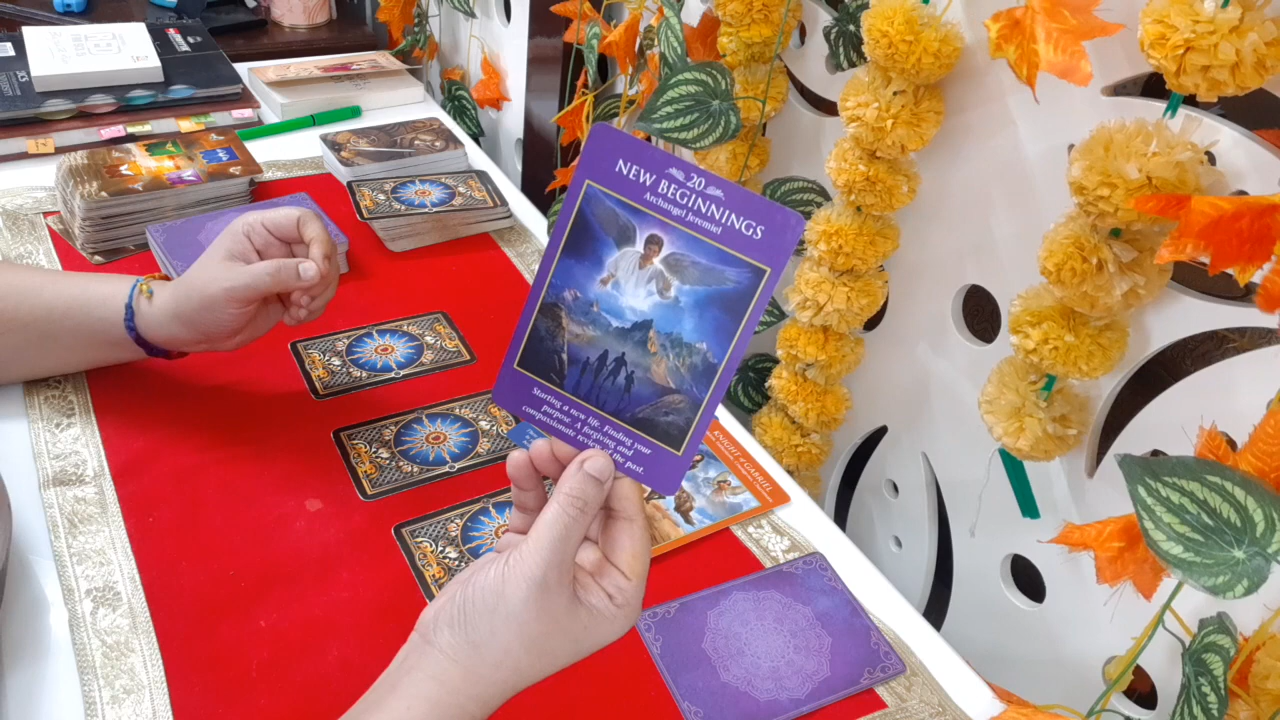 20
NEW BEGINNINGS
Archangel Jeremiel
Starting a new life. Finding your
purpose. A forgiving and
compassionate review of the past.
KNIGHT of GABRIEL